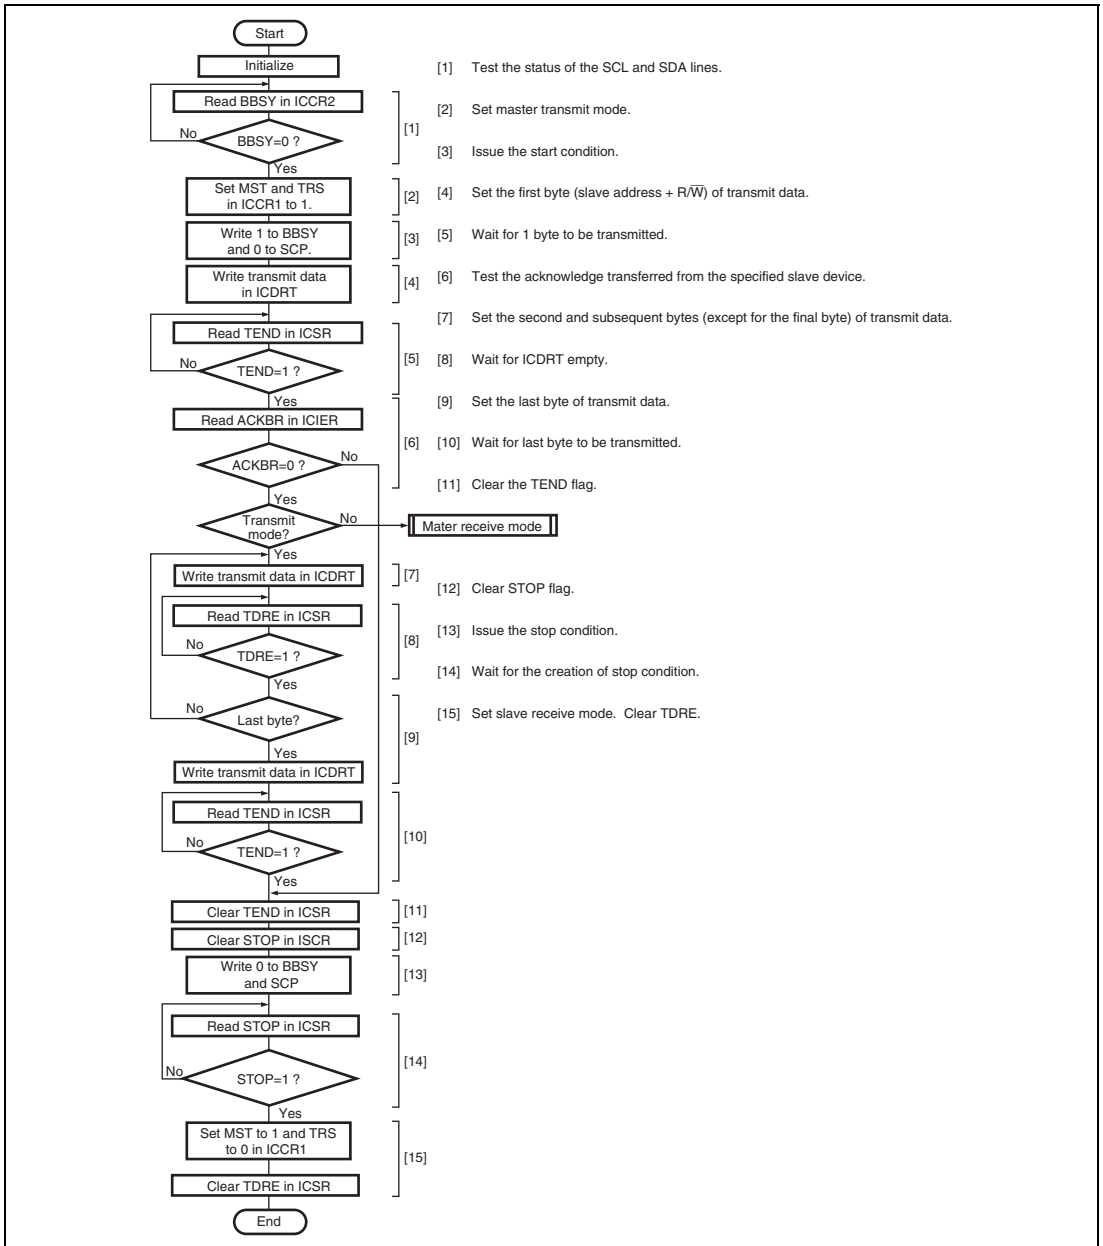 Start
Initialize
Read BBSY in ICCR2
BBSY=0 ?
No
Yes
[1]
Set MST and TRS
in ICCR1 to 1.
[2]
Write 1 to BBSY
and 0 to SCP.
[3]
Write transmit data
in ICDRT
[4]
Read TEND in ICSR
TEND=1 ?
No
Yes
[5]
Read ACKBR in ICIER
ACKBR=0 ?
No
Yes
[6]
Transmit
mode?
No
Mater receive mode
Yes
Write transmit data in ICDRT
[7]
Read TDRE in ICSR
TDRE=1 ?
No
Yes
[8]
Last byte?
No
Yes
[9]
Write transmit data in ICDRT
Read TEND in ICSR
TEND=1 ?
No
Yes
[10]
Clear TEND in ICSR
[11]
Clear STOP in ISCR
[12]
Write 0 to BBSY
and SCP
[13]
Read STOP in ICSR
STOP=1 ?
No
Yes
[14]
Set MST to 1 and TRS
to 0 in ICCR1
[15]
Clear TDRE in ICSR
End
[1] Test the status of the SCL and SDA lines.
[2] Set master transmit mode.
[3] Issue the start condition.
[4] Set the first byte (slave address + R/W̅) of transmit data.
[5] Wait for 1 byte to be transmitted.
[6] Test the acknowledge transferred from the specified slave device.
[7] Set the second and subsequent bytes (except for the final byte) of transmit data.
[8] Wait for ICDRT empty.
[9] Set the last byte of transmit data.
[10] Wait for last byte to be transmitted.
[11] Clear the TEND flag.
[12] Clear STOP flag.
[13] Issue the stop condition.
[14] Wait for the creation of stop condition.
[15] Set slave receive mode. Clear TDRE.